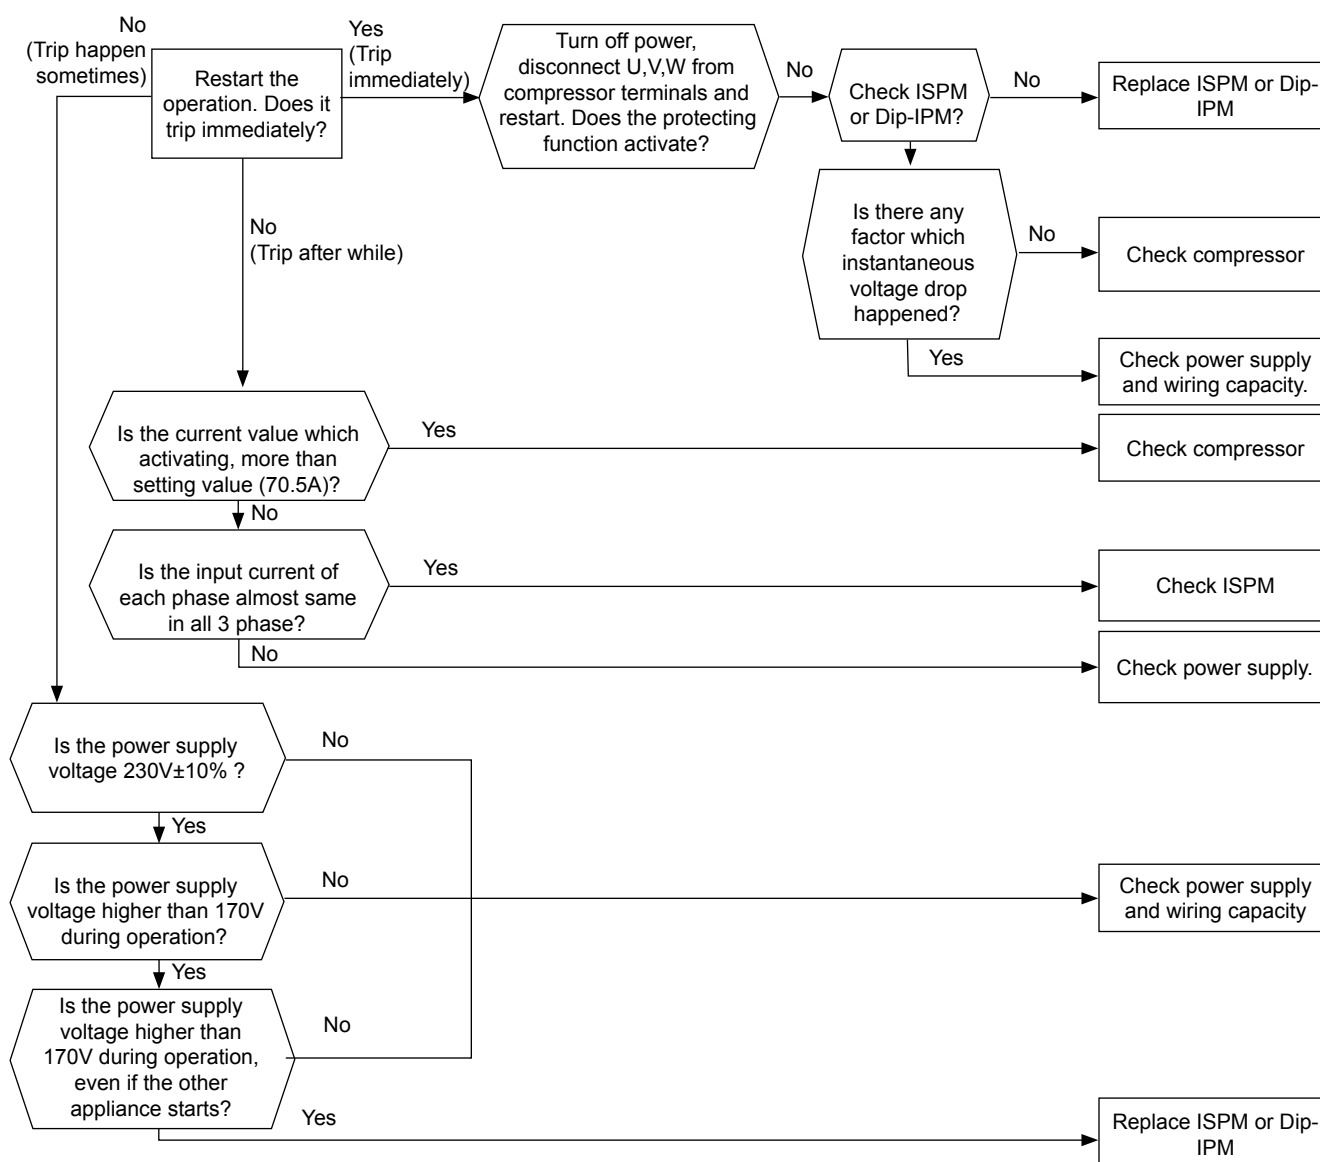 No
(Trip happen
sometimes)
Restart the
operation. Does it
trip immediately?
Yes
(Trip
immediately)
Turn off power,
disconnect U,V,W from
compressor terminals and
restart. Does the protecting
function activate?
No
Check ISPM
or Dip-IPM?
No
Replace ISPM or Dip-
IPM
Is there any
factor which
instantaneous
voltage drop
happened?
No
Check compressor
Yes
Check power supply
and wiring capacity.
No
(Trip after while)
Is the current value which
activating, more than
setting value (70.5A)?
Yes
Check compressor
No
Is the input current of
each phase almost same
in all 3 phase?
Yes
Check ISPM
No
Check power supply.
Is the power supply
voltage 230V±10% ?
No
Yes
Is the power supply
voltage higher than 170V
during operation?
No
Check power supply
and wiring capacity
Yes
Is the power supply
voltage higher than
170V during operation,
even if the other
appliance starts?
No
Yes
Replace ISPM or Dip-
IPM